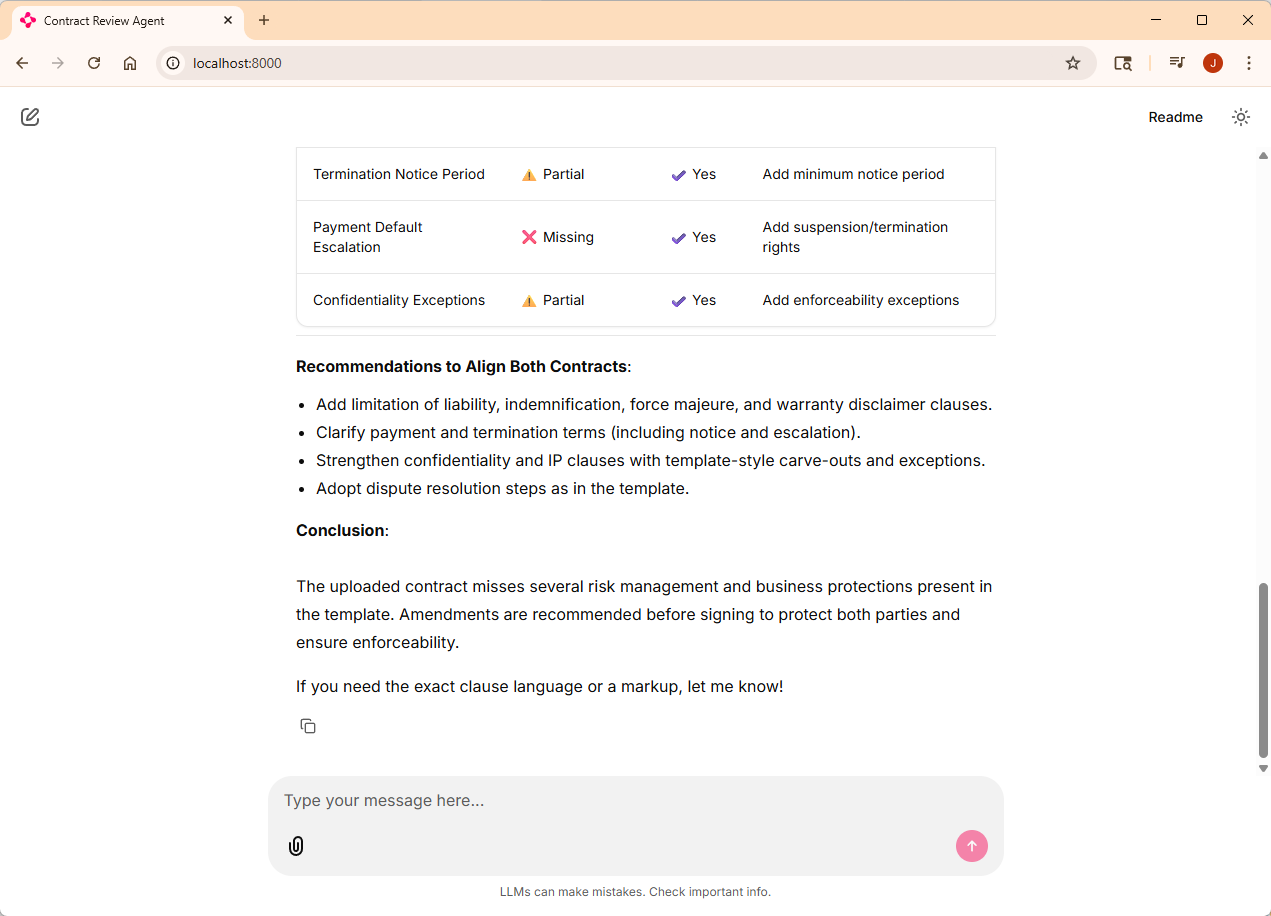 Contract Review Agent
localhost:8000
J
Readme
Termination Notice Period ⚠️ Partial ✔ Yes Add minimum notice period
Payment Default Escalation ❌ Missing ✔ Yes Add suspension/termination rights
Confidentiality Exceptions ⚠️ Partial ✔ Yes Add enforceability exceptions
Recommendations to Align Both Contracts:
• Add limitation of liability, indemnification, force majeure, and warranty disclaimer clauses.
• Clarify payment and termination terms (including notice and escalation).
• Strengthen confidentiality and IP clauses with template-style carve-outs and exceptions.
• Adopt dispute resolution steps as in the template.
Conclusion:
The uploaded contract misses several risk management and business protections present in
the template. Amendments are recommended before signing to protect both parties and
ensure enforceability.
If you need the exact clause language or a markup, let me know!
Type your message here...
LLMs can make mistakes. Check important info.